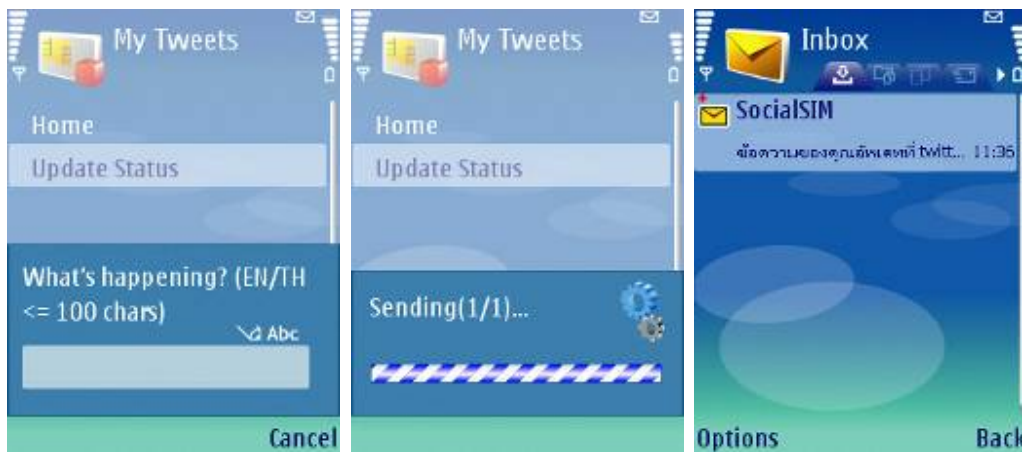 My Tweets
Home
Update Status
What's happening? (EN/TH
<= 100 chars)
Abc
Cancel
My Tweets
Home
Update Status
Sending(1/1)...
Inbox
SocialSIM
ข้อความของคุณอัพเดทที่ twitt... 11:36
Options
Back